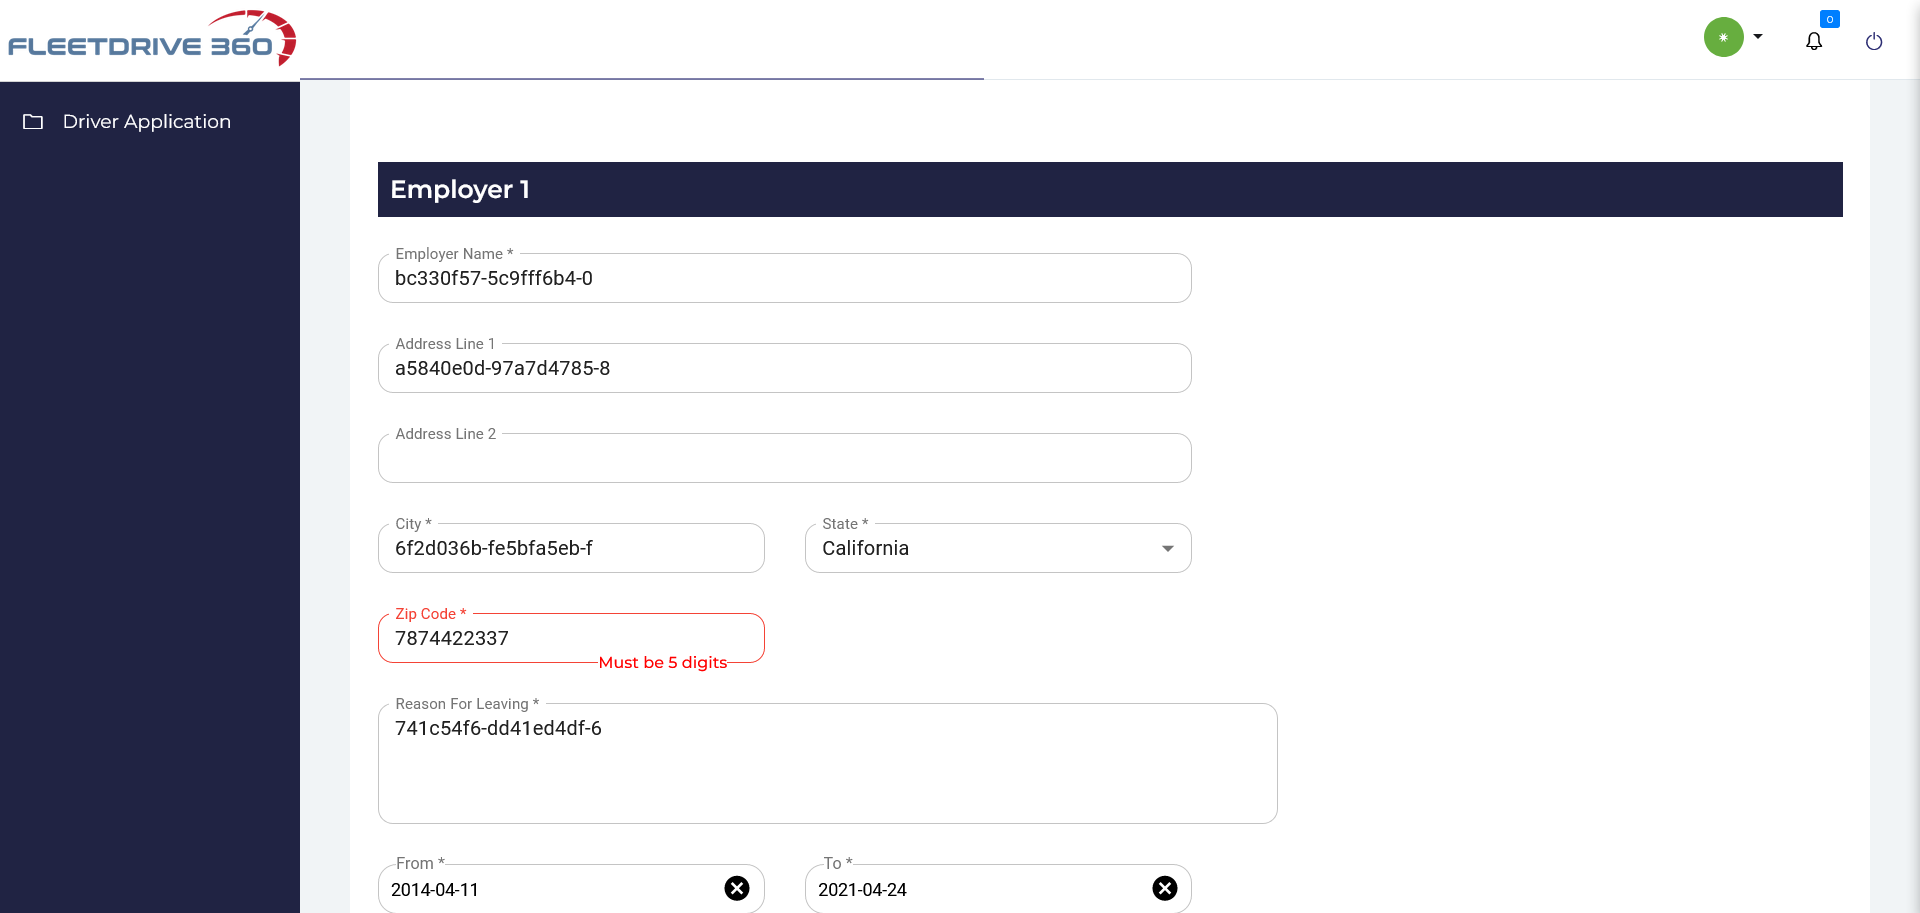 FLEETDRIVE 360
0
Driver Application
Employer 1
Employer Name *
bc330f57-5c9fff6b4-0
Address Line 1
a5840e0d-97a7d4785-8
Address Line 2
City *
6f2d036b-fe5bfa5eb-f
State *
California
Zip Code *
7874422337
Must be 5 digits
Reason For Leaving *
741c54f6-dd41ed4df-6
From *
2014-04-11
To *
2021-04-24